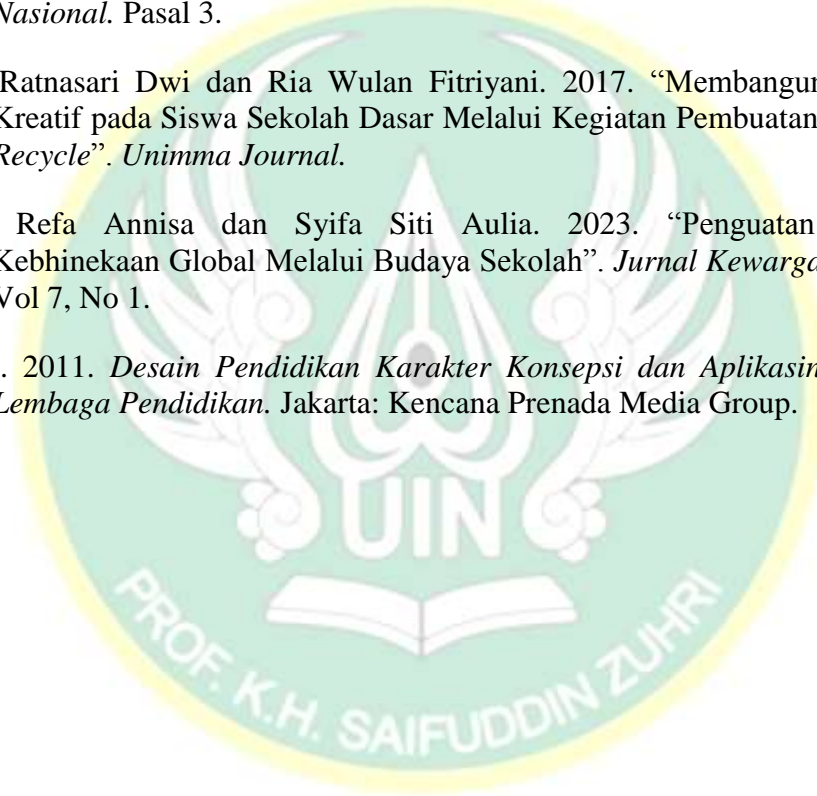 Nasional. Pasal 3.
Ratnasari Dwi dan Ria Wulan Fitriyani. 2017. “Membangun
Kreatif pada Siswa Sekolah Dasar Melalui Kegiatan Pembuatan
Recycle”. Unimma Journal.
Refa Annisa dan Syifa Siti Aulia. 2023. “Penguatan
Kebhinekaan Global Melalui Budaya Sekolah”. Jurnal
Vol 7, No 1.
. 2011. Desain Pendidikan Karakter Konsepsi dan
Lembaga Pendidikan. Jakarta: Kencana Prenada Media Group.
UIN
PROF. K.H. SAIFUDDIN ZUHRI